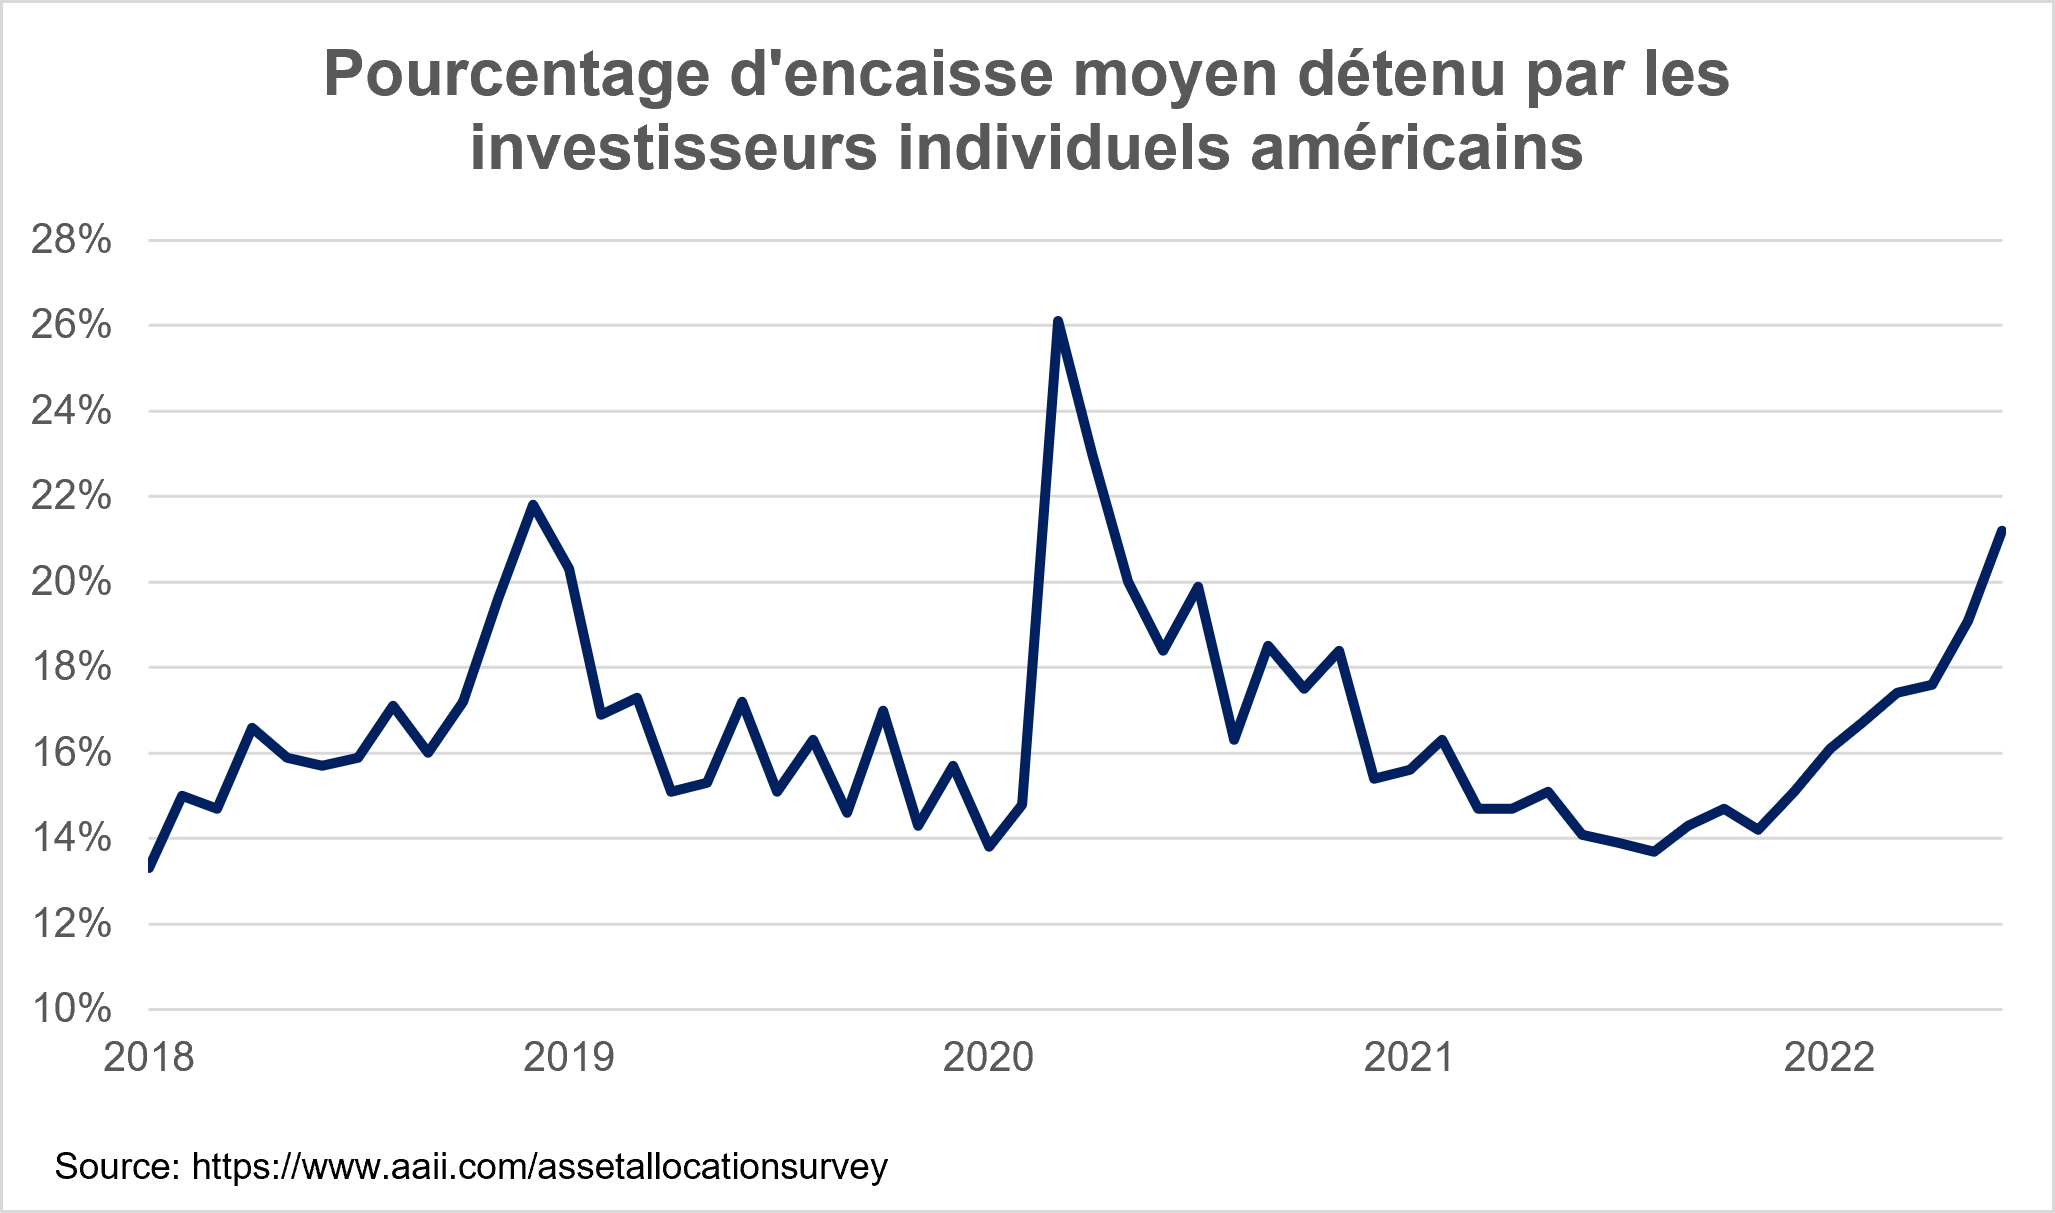 Pourcentage d'encaisse moyen détenu par les
investisseurs individuels américains
28%
26%
24%
22%
20%
18%
16%
14%
12%
10%
2018 2019 2020 2021 2022
Source: https://www.aaii.com/assetallocationsurvey